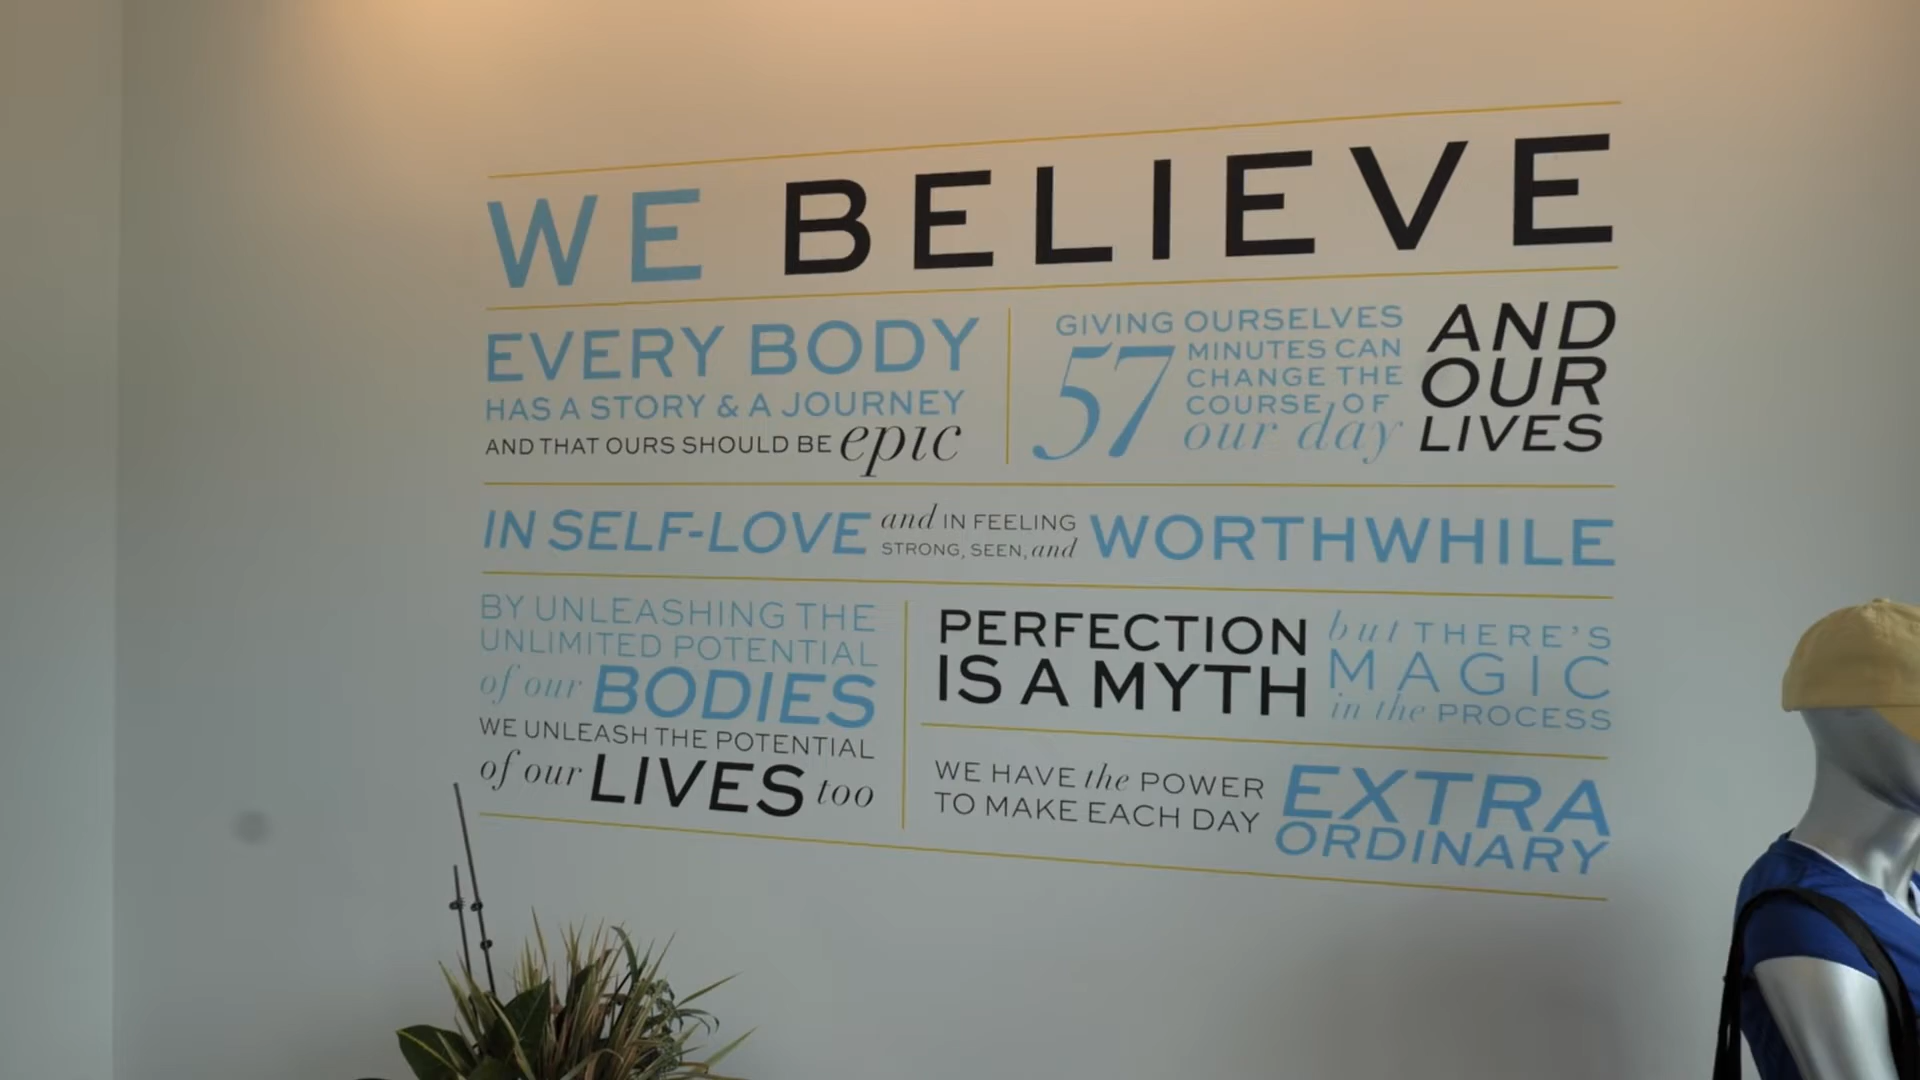 WE BELIEVE
EVERY BODY
HAS A STORY & A JOURNEY
AND THAT OURS SHOULD BE epic
GIVING OURSELVES
57 MINUTES CAN
CHANGE THE
COURSE OF
our day
AND
OUR
LIVES
IN SELF-LOVE and IN FEELING
STRONG, SEEN, and WORTHWHILE
BY UNLEASHING THE
UNLIMITED POTENTIAL
of our BODIES
WE UNLEASH THE POTENTIAL
of our LIVES too
PERFECTION
IS A MYTH
but THERE'S
MAGIC
in the PROCESS
WE HAVE the POWER
TO MAKE EACH DAY
EXTRA
ORDINARY